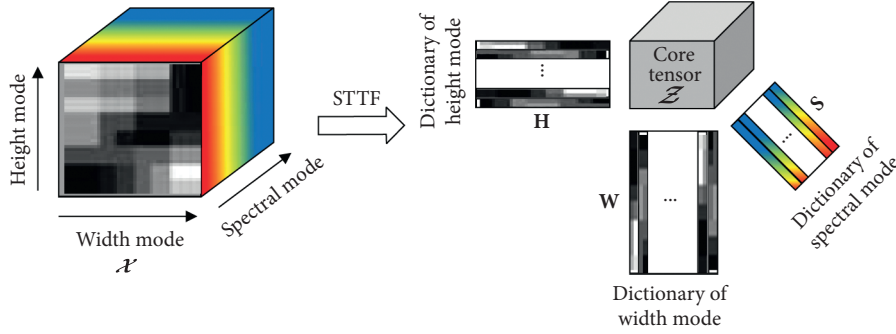 Height mode
Width mode
𝒳
Spectral mode
STTF
Dictionary of
height mode
H
Core
tensor
𝒵
W
Dictionary of
width mode
S
Dictionary of
spectral mode